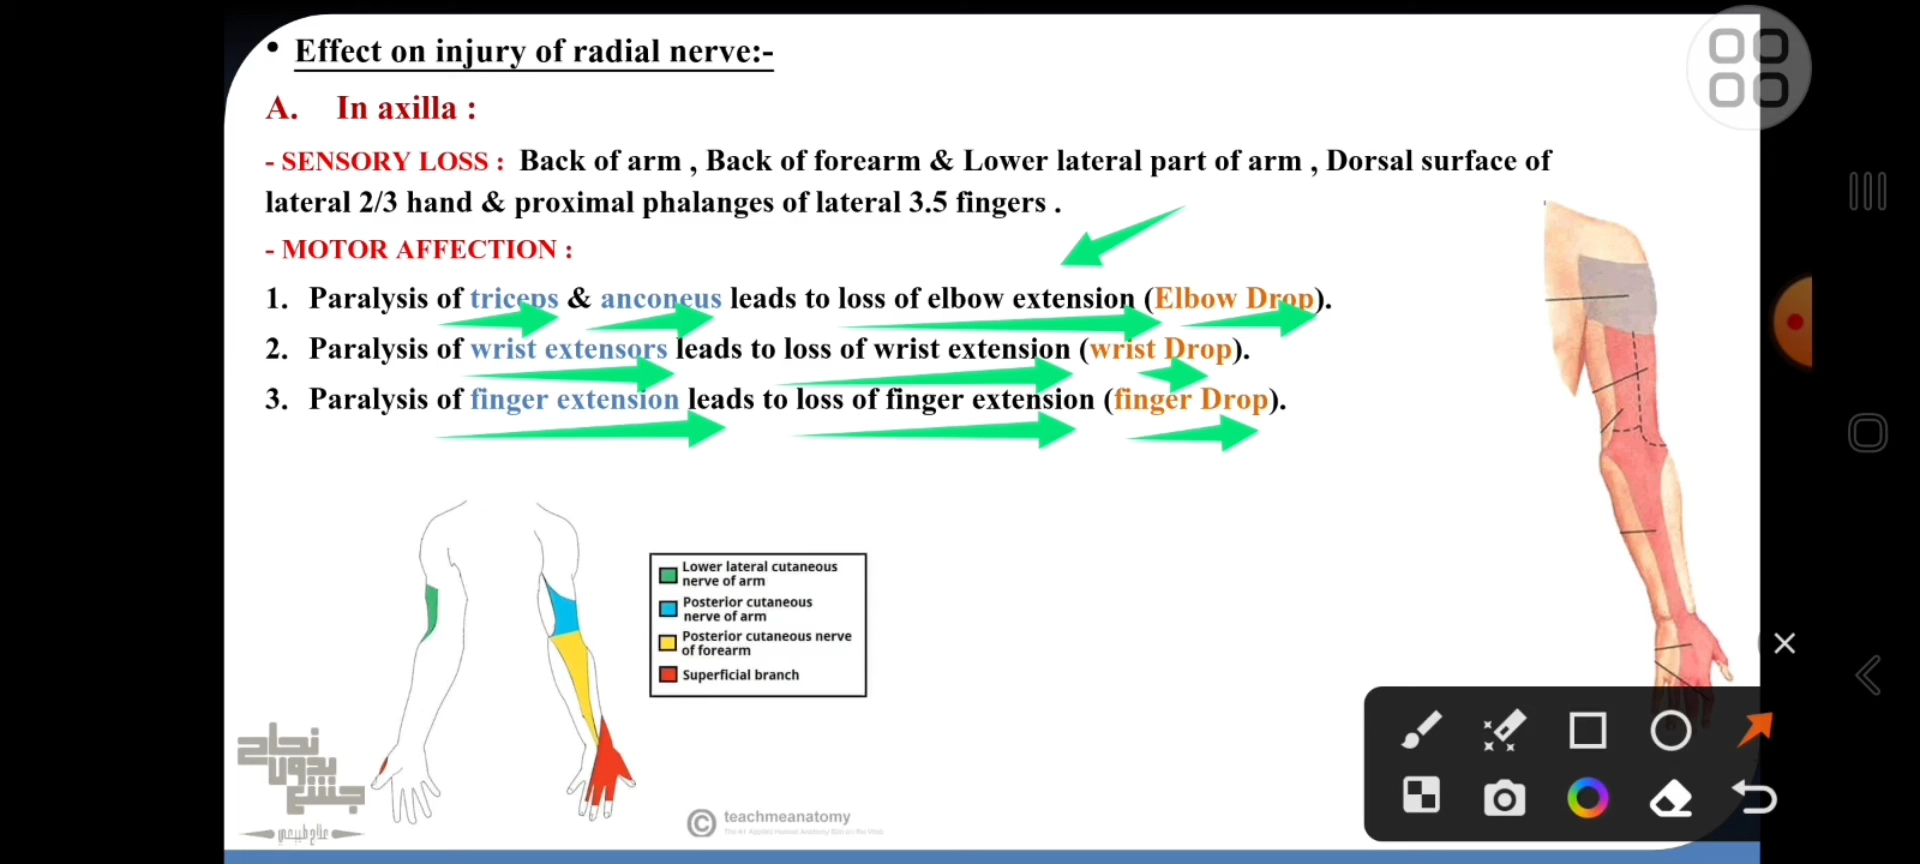 • Effect on injury of radial nerve:-
A. In axilla :
- SENSORY LOSS : Back of arm , Back of forearm & Lower lateral part of arm , Dorsal surface of
lateral 2/3 hand & proximal phalanges of lateral 3.5 fingers .
- MOTOR AFFECTION :
1. Paralysis of triceps & anconeus leads to loss of elbow extension (Elbow Drop).
2. Paralysis of wrist extensors leads to loss of wrist extension (wrist Drop).
3. Paralysis of finger extension leads to loss of finger extension (finger Drop).
Lower lateral cutaneous
nerve of arm
Posterior cutaneous
nerve of arm
Posterior cutaneous nerve
of forearm
Superficial branch
نجاح
بدون
علاج طبيعي
© teachmeanatomy